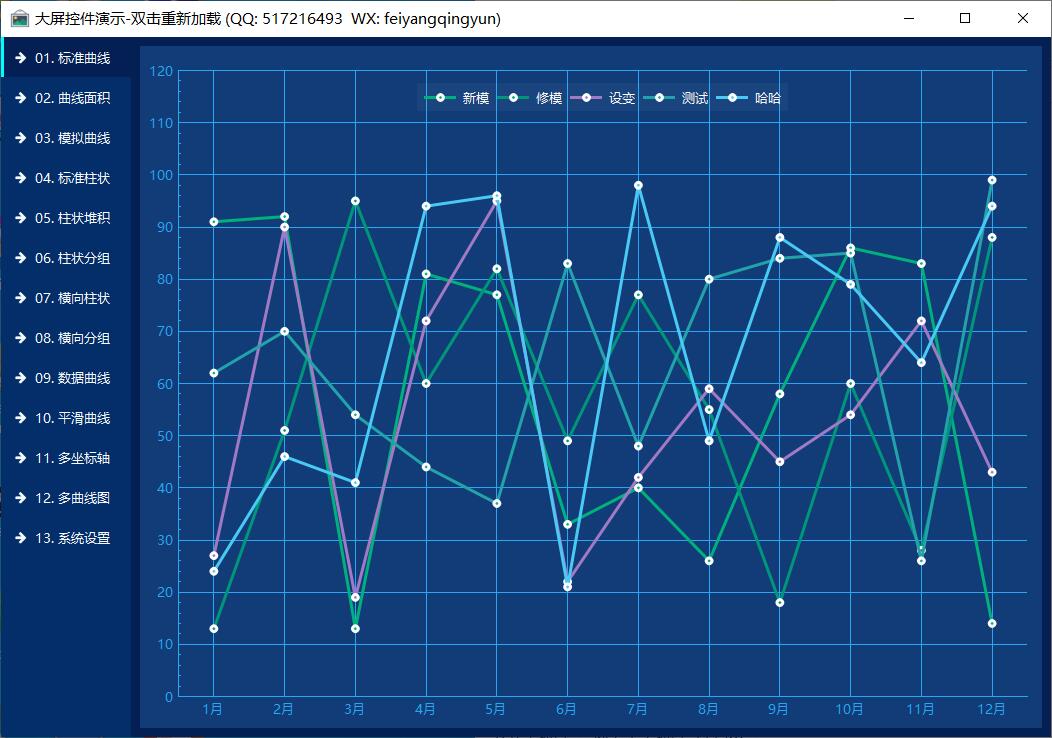 大屏控件演示-双击重新加载 (QQ: 517216493  WX: feiyangqingyun)
01. 标准曲线
02. 曲线面积
03. 模拟曲线
04. 标准柱状
05. 柱状堆积
06. 柱状分组
07. 横向柱状
08. 横向分组
09. 数据曲线
10. 平滑曲线
11. 多坐标轴
12. 多曲线图
13. 系统设置
新模 修模 设变 测试 哈哈
120
110
100
90
80
70
60
50
40
30
20
10
0
1月 2月 3月 4月 5月 6月 7月 8月 9月 10月 11月 12月